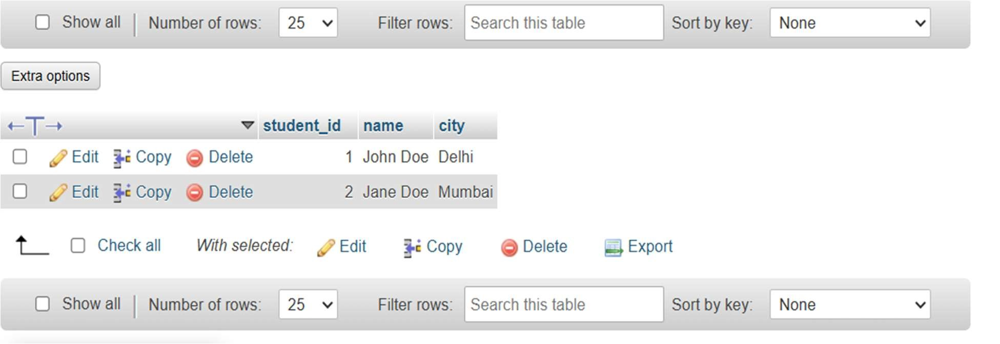 Show all Number of rows: 25 Filter rows: Search this table Sort by key: None
Extra options
student_id name city
Edit Copy Delete 1 John Doe Delhi
Edit Copy Delete 2 Jane Doe Mumbai
Check all With selected: Edit Copy Delete Export
Show all Number of rows: 25 Filter rows: Search this table Sort by key: None